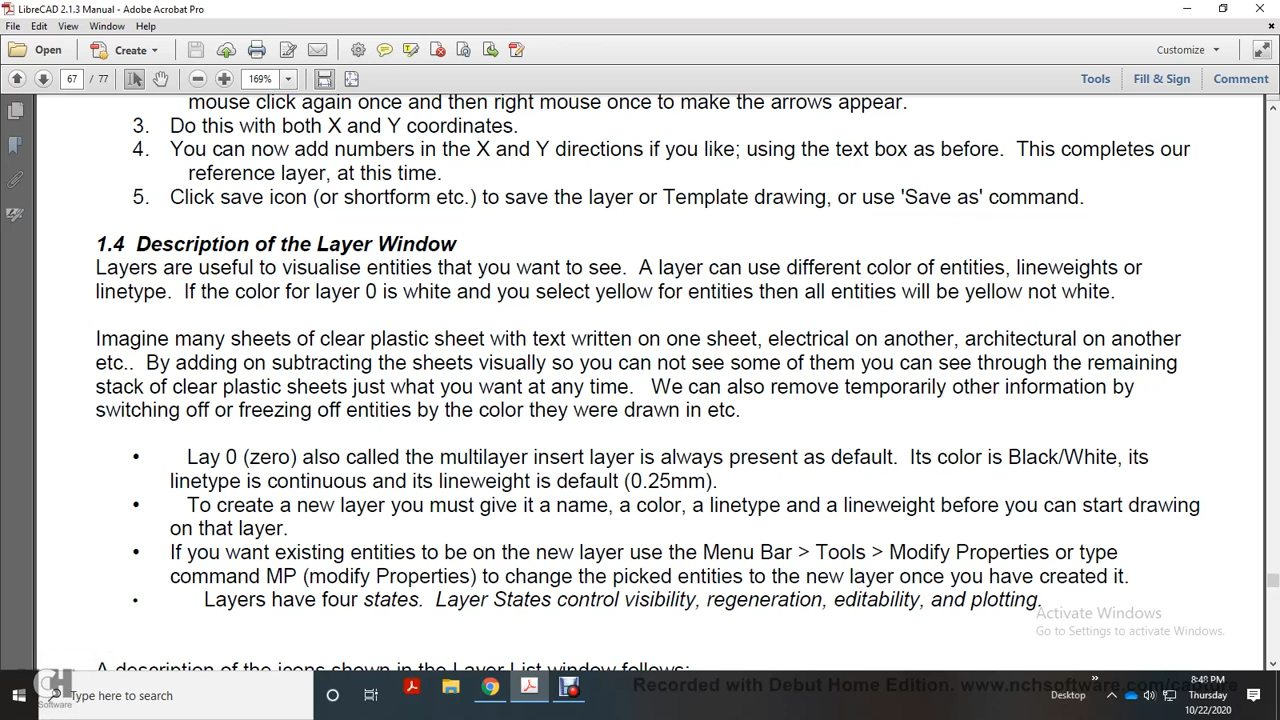 LibreCAD 2.1.3 Manual - Adobe Acrobat Pro
File Edit View Window Help
Open Create Customize
67 / 77 169% Tools Fill & Sign Comment
mouse click again once and then right mouse once to make the arrows appear.
3. Do this with both X and Y coordinates.
4. You can now add numbers in the X and Y directions if you like; using the text box as before. This completes our
reference layer, at this time.
5. Click save icon (or shortform etc.) to save the layer or Template drawing, or use 'Save as' command.
1.4 Description of the Layer Window
Layers are useful to visualise entities that you want to see. A layer can use different color of entities, lineweights or
linetype. If the color for layer 0 is white and you select yellow for entities then all entities will be yellow not white.
Imagine many sheets of clear plastic sheet with text written on one sheet, electrical on another, architectural on another
etc.. By adding on subtracting the sheets visually so you can not see some of them you can see through the remaining
stack of clear plastic sheets just what you want at any time. We can also remove temporarily other information by
switching off or freezing off entities by the color they were drawn in etc.
• Lay 0 (zero) also called the multilayer insert layer is always present as default. Its color is Black/White, its
linetype is continuous and its lineweight is default (0.25mm).
• To create a new layer you must give it a name, a color, a linetype and a lineweight before you can start drawing
on that layer.
• If you want existing entities to be on the new layer use the Menu Bar > Tools > Modify Properties or type
command MP (modify Properties) to change the picked entities to the new layer once you have created it.
• Layers have four states. Layer States control visibility, regeneration, editability, and plotting.
Activate Windows
Go to Settings to activate Windows.
A description of the icons shown in the Layer List window follows:
CH
Software
Type here to search
Recorded with Debut Home Edition. www.nchsoftware.com/capture
Desktop
8:48 PM
Thursday
10/22/2020